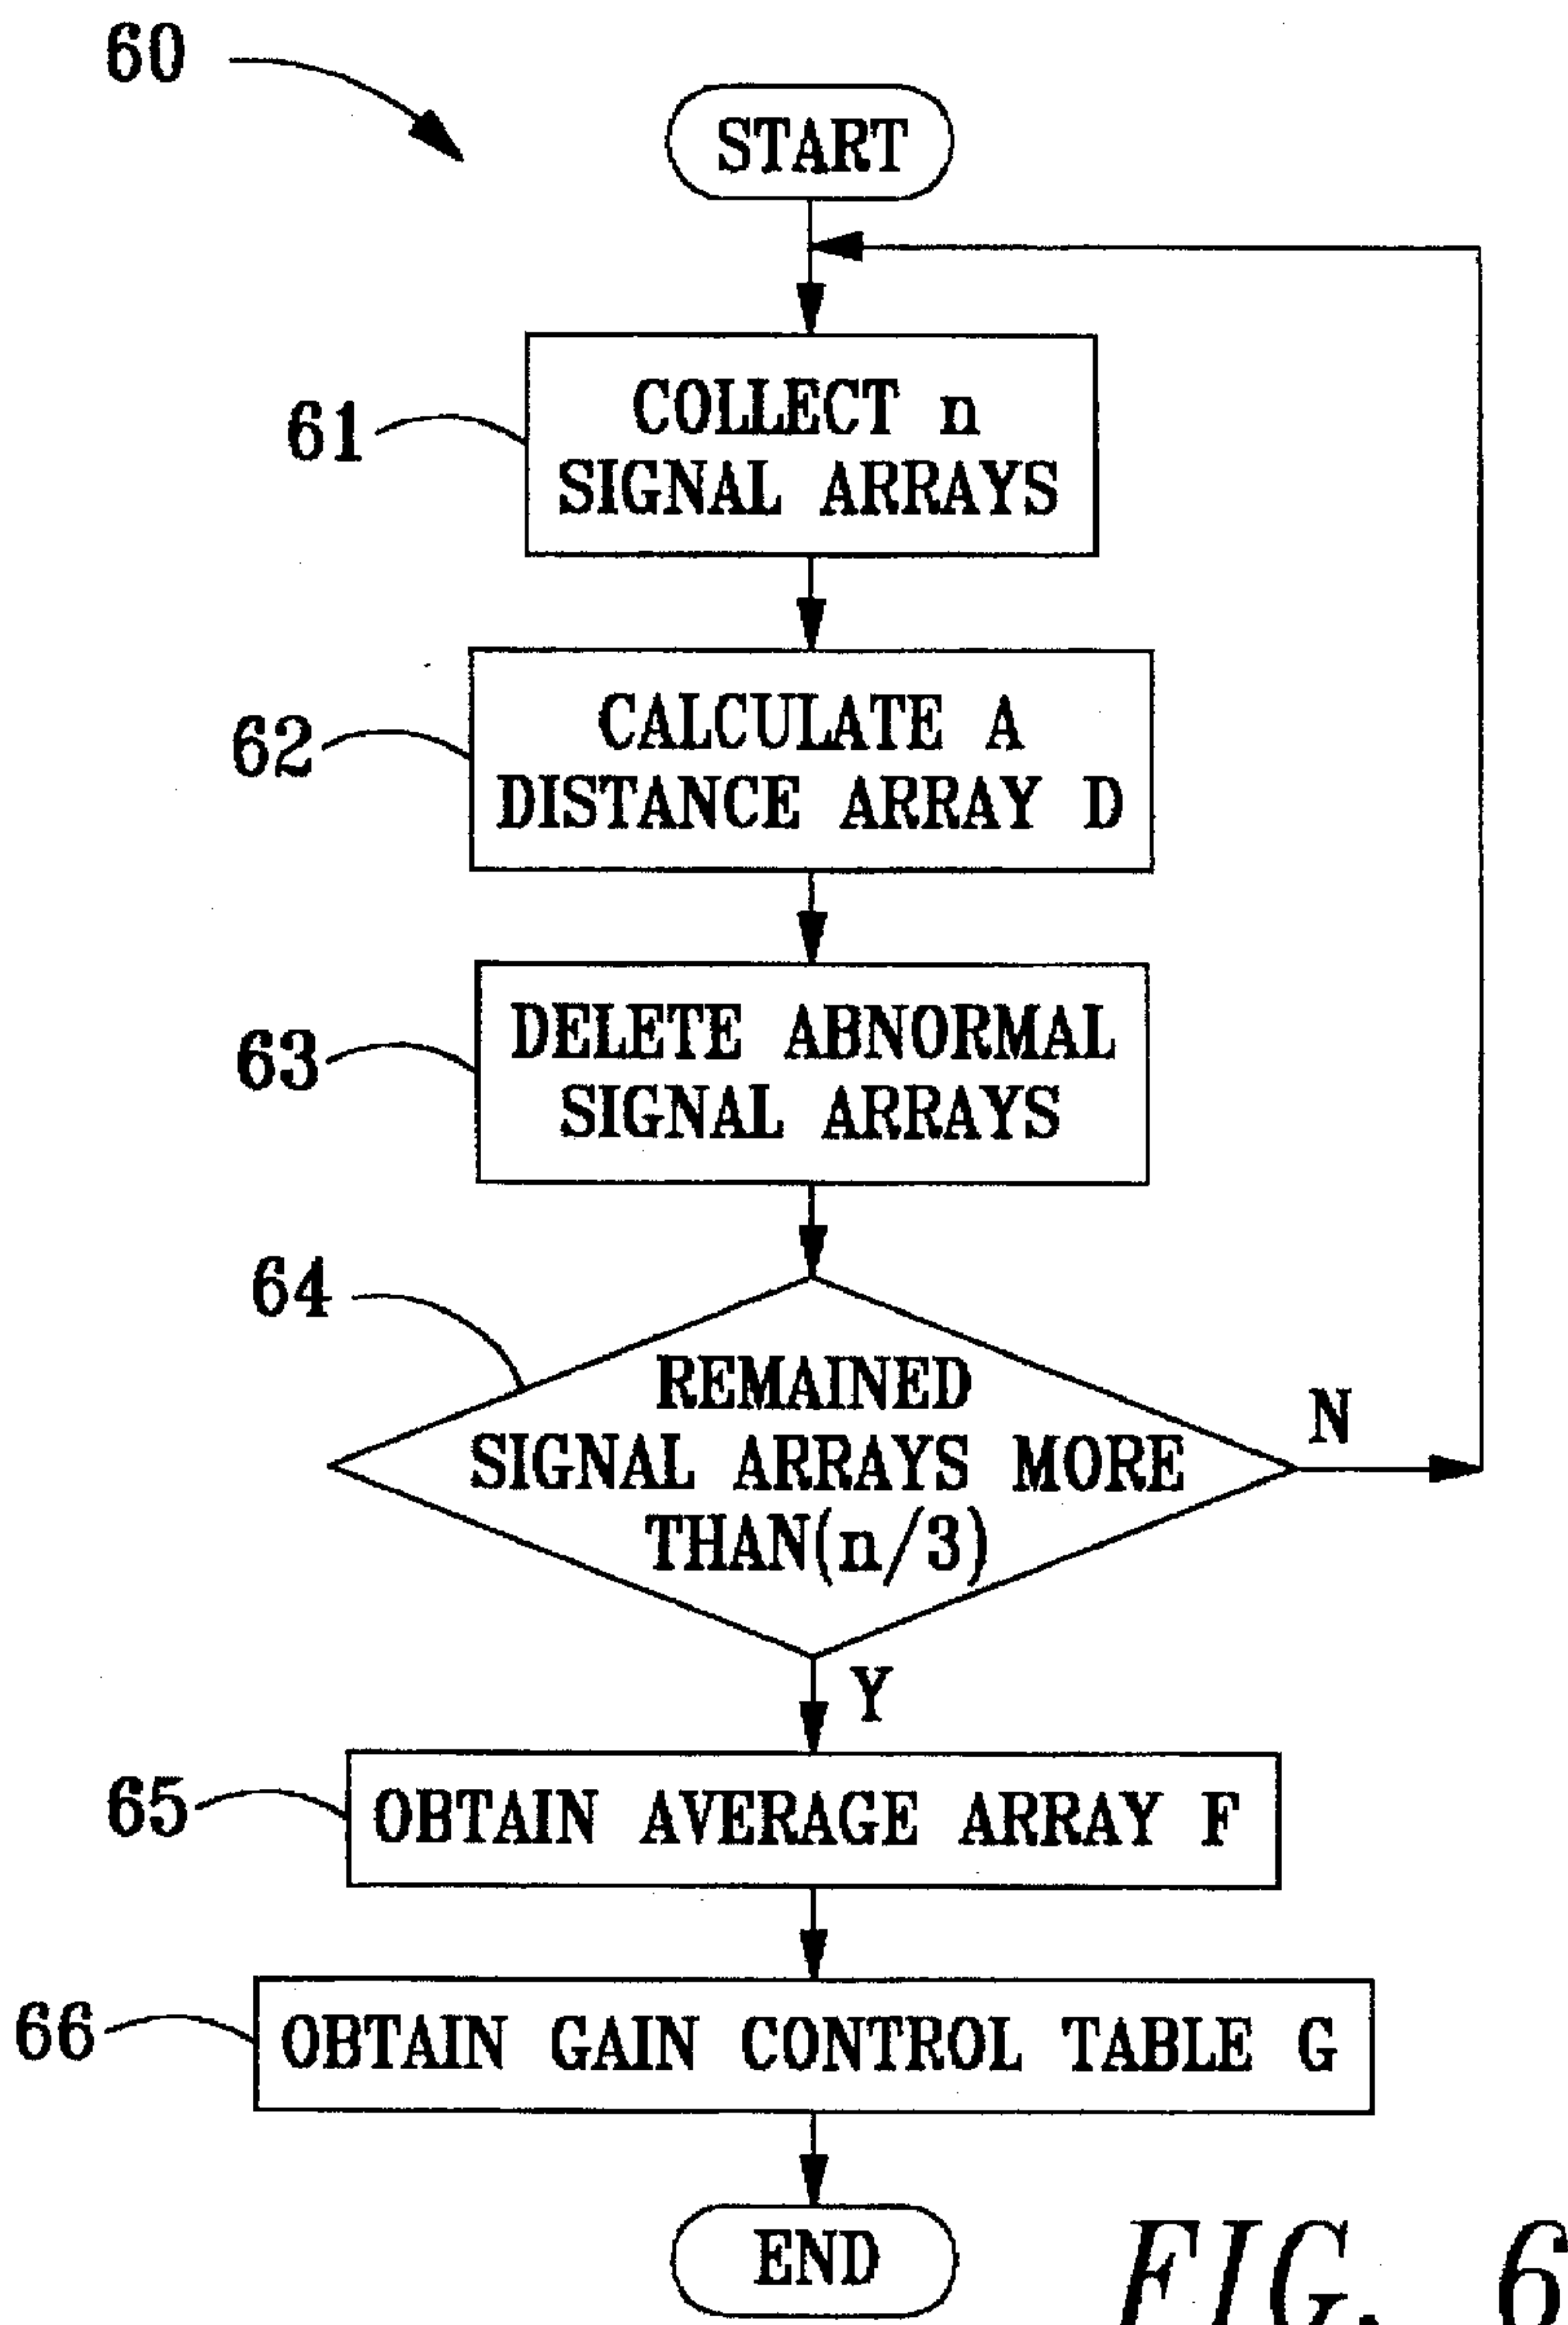 60
START
61
COLLECT n
SIGNAL ARRAYS
62
CALCULATE A
DISTANCE ARRAY D
63
DELETE ABNORMAL
SIGNAL ARRAYS
64
REMAINED
SIGNAL ARRAYS MORE
THAN(n/3)
N
Y
65
OBTAIN AVERAGE ARRAY F
66
OBTAIN GAIN CONTROL TABLE G
END
FIG. 6